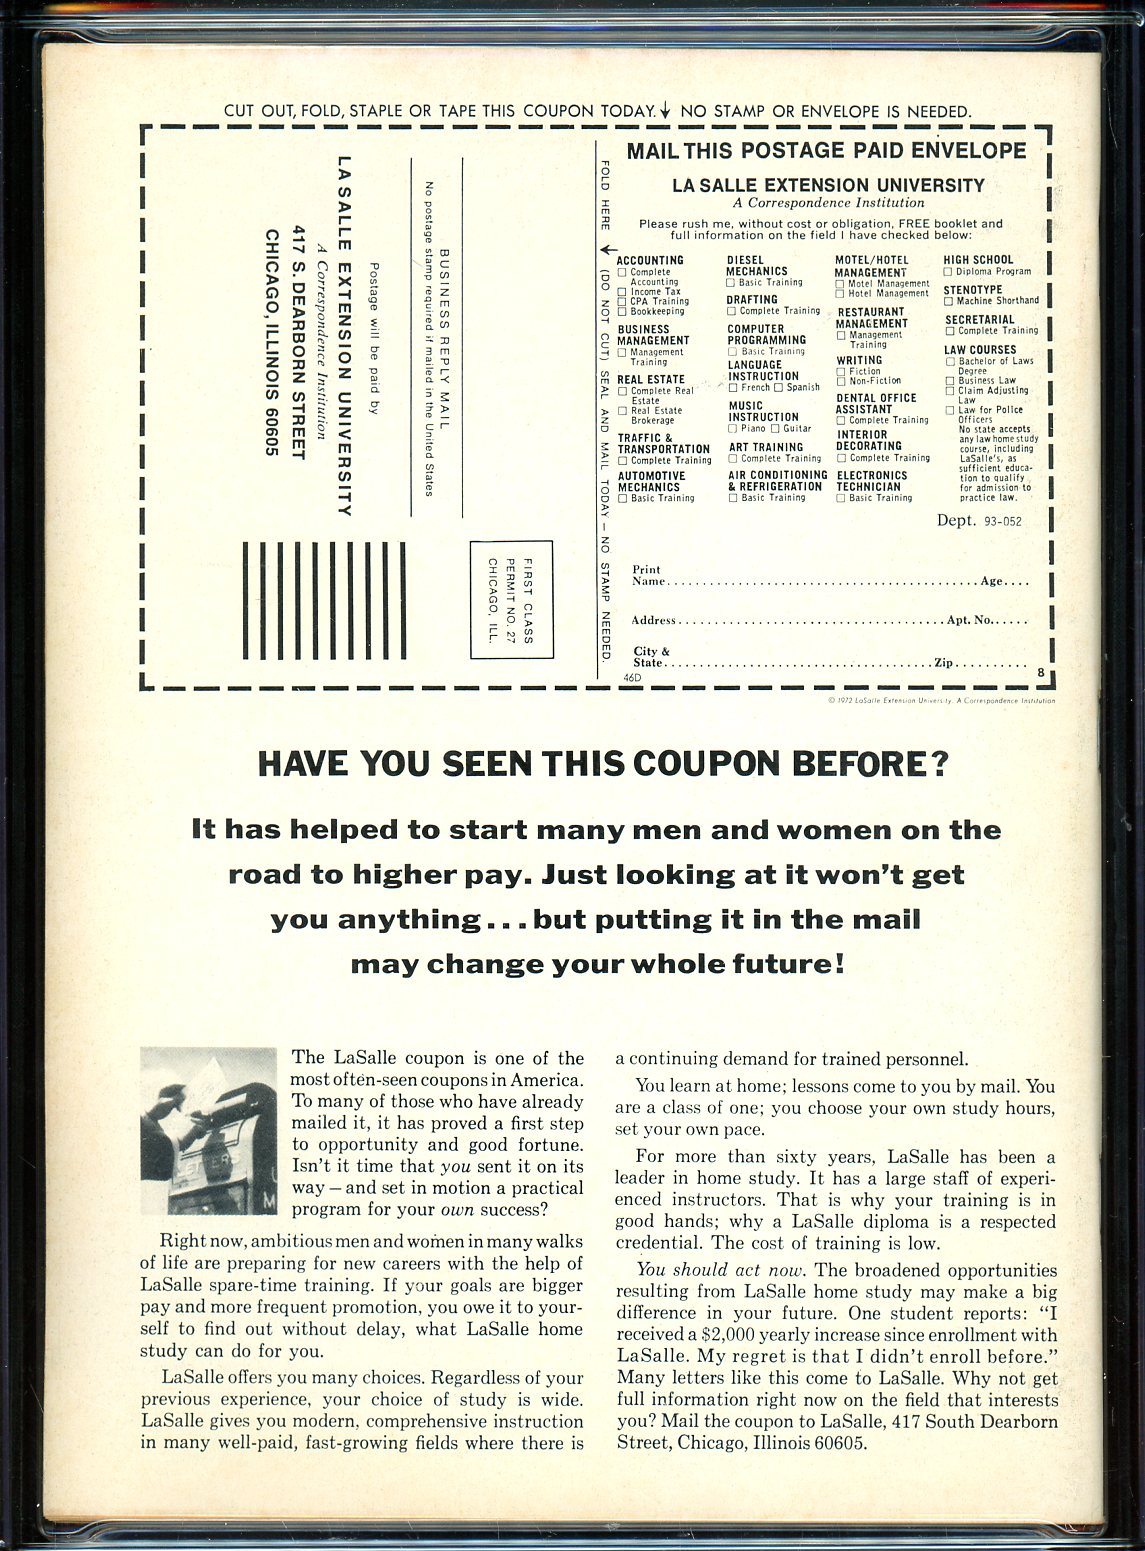 CUT OUT, FOLD, STAPLE OR TAPE THIS COUPON TODAY. NO STAMP OR ENVELOPE IS NEEDED.
LA SALLE EXTENSION UNIVERSITY
A Correspondence Institution
417 S. DEARBORN STREET
CHICAGO, ILLINOIS 60605
Postage will be paid by
BUSINESS REPLY MAIL
No postage stamp required if mailed in the United States
FIRST CLASS
PERMIT NO. 27
CHICAGO, ILL.
FOLD HERE (DO NOT CUT) SEAL AND MAIL TODAY — NO STAMP NEEDED.
MAIL THIS POSTAGE PAID ENVELOPE
LA SALLE EXTENSION UNIVERSITY
A Correspondence Institution
Please rush me, without cost or obligation, FREE booklet and
full information on the field I have checked below:
ACCOUNTING
☐ Complete
Accounting
☐ Income Tax
☐ CPA Training
☐ Bookkeeping
BUSINESS
MANAGEMENT
☐ Management
Training
REAL ESTATE
☐ Complete Real
Estate
☐ Real Estate
Brokerage
TRAFFIC &
TRANSPORTATION
☐ Complete Training
AUTOMOTIVE
MECHANICS
☐ Basic Training
DIESEL
MECHANICS
☐ Basic Training
DRAFTING
☐ Complete Training
COMPUTER
PROGRAMMING
☐ Basic Training
LANGUAGE
INSTRUCTION
☐ French ☐ Spanish
MUSIC
INSTRUCTION
☐ Piano ☐ Guitar
ART TRAINING
☐ Complete Training
AIR CONDITIONING
& REFRIGERATION
☐ Basic Training
MOTEL/HOTEL
MANAGEMENT
☐ Motel Management
☐ Hotel Management
RESTAURANT
MANAGEMENT
☐ Management
Training
WRITING
☐ Fiction
☐ Non-Fiction
DENTAL OFFICE
ASSISTANT
☐ Complete Training
INTERIOR
DECORATING
☐ Complete Training
ELECTRONICS
TECHNICIAN
☐ Basic Training
HIGH SCHOOL
☐ Diploma Program
STENOTYPE
☐ Machine Shorthand
SECRETARIAL
☐ Complete Training
LAW COURSES
☐ Bachelor of Laws
Degree
☐ Business Law
☐ Claim Adjusting
Law
☐ Law for Police
Officers
No state accepts
any law home study
course, including
LaSalle's, as
sufficient educa-
tion to qualify
for admission to
practice law.
Dept. 93-052
Print
Name.......... Age....
Address.......... Apt. No......
City &
State.......... Zip..........
46D
8
© 1972 LaSalle Extension University. A Correspondence Institution
HAVE YOU SEEN THIS COUPON BEFORE?
It has helped to start many men and women on the
road to higher pay. Just looking at it won't get
you anything...but putting it in the mail
may change your whole future!
The LaSalle coupon is one of the
most often-seen coupons in America.
To many of those who have already
mailed it, it has proved a first step
to opportunity and good fortune.
Isn't it time that you sent it on its
way — and set in motion a practical
program for your own success?
Right now, ambitious men and women in many walks
of life are preparing for new careers with the help of
LaSalle spare-time training. If your goals are bigger
pay and more frequent promotion, you owe it to your-
self to find out without delay, what LaSalle home
study can do for you.
LaSalle offers you many choices. Regardless of your
previous experience, your choice of study is wide.
LaSalle gives you modern, comprehensive instruction
in many well-paid, fast-growing fields where there is
a continuing demand for trained personnel.
You learn at home; lessons come to you by mail. You
are a class of one; you choose your own study hours,
set your own pace.
For more than sixty years, LaSalle has been a
leader in home study. It has a large staff of experi-
enced instructors. That is why your training is in
good hands; why a LaSalle diploma is a respected
credential. The cost of training is low.
You should act now. The broadened opportunities
resulting from LaSalle home study may make a big
difference in your future. One student reports: "I
received a $2,000 yearly increase since enrollment with
LaSalle. My regret is that I didn't enroll before."
Many letters like this come to LaSalle. Why not get
full information right now on the field that interests
you? Mail the coupon to LaSalle, 417 South Dearborn
Street, Chicago, Illinois 60605.